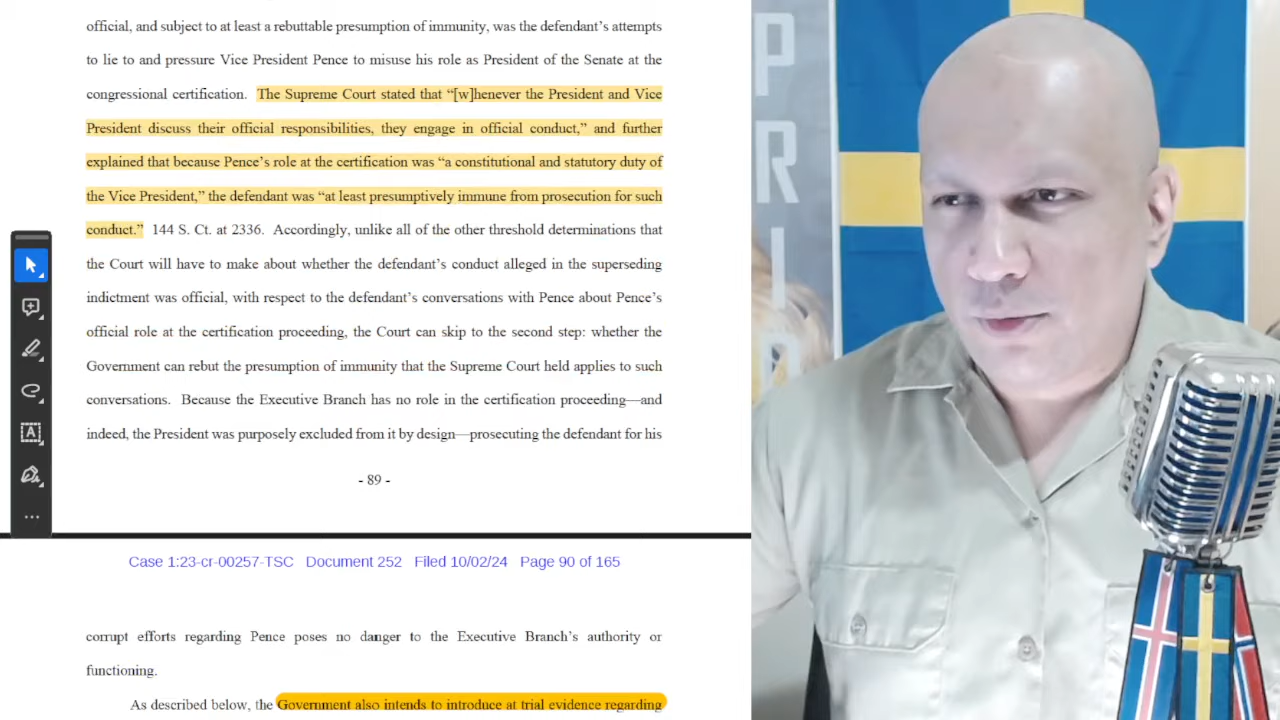 official, and subject to at least a rebuttable presumption of immunity, was the defendant's attempts
to lie to and pressure Vice President Pence to misuse his role as President of the Senate at the
congressional certification. The Supreme Court stated that “[w]henever the President and Vice
President discuss their official responsibilities, they engage in official conduct,” and further
explained that because Pence's role at the certification was “a constitutional and statutory duty of
the Vice President,” the defendant was “at least presumptively immune from prosecution for such
conduct.” 144 S. Ct. at 2336. Accordingly, unlike all of the other threshold determinations that
the Court will have to make about whether the defendant's conduct alleged in the superseding
indictment was official, with respect to the defendant's conversations with Pence about Pence's
official role at the certification proceeding, the Court can skip to the second step: whether the
Government can rebut the presumption of immunity that the Supreme Court held applies to such
conversations. Because the Executive Branch has no role in the certification proceeding—and
indeed, the President was purposely excluded from it by design—prosecuting the defendant for his
- 89 -
Case 1:23-cr-00257-TSC Document 252 Filed 10/02/24 Page 90 of 165
corrupt efforts regarding Pence poses no danger to the Executive Branch's authority or
functioning.
As described below, the Government also intends to introduce at trial evidence regarding